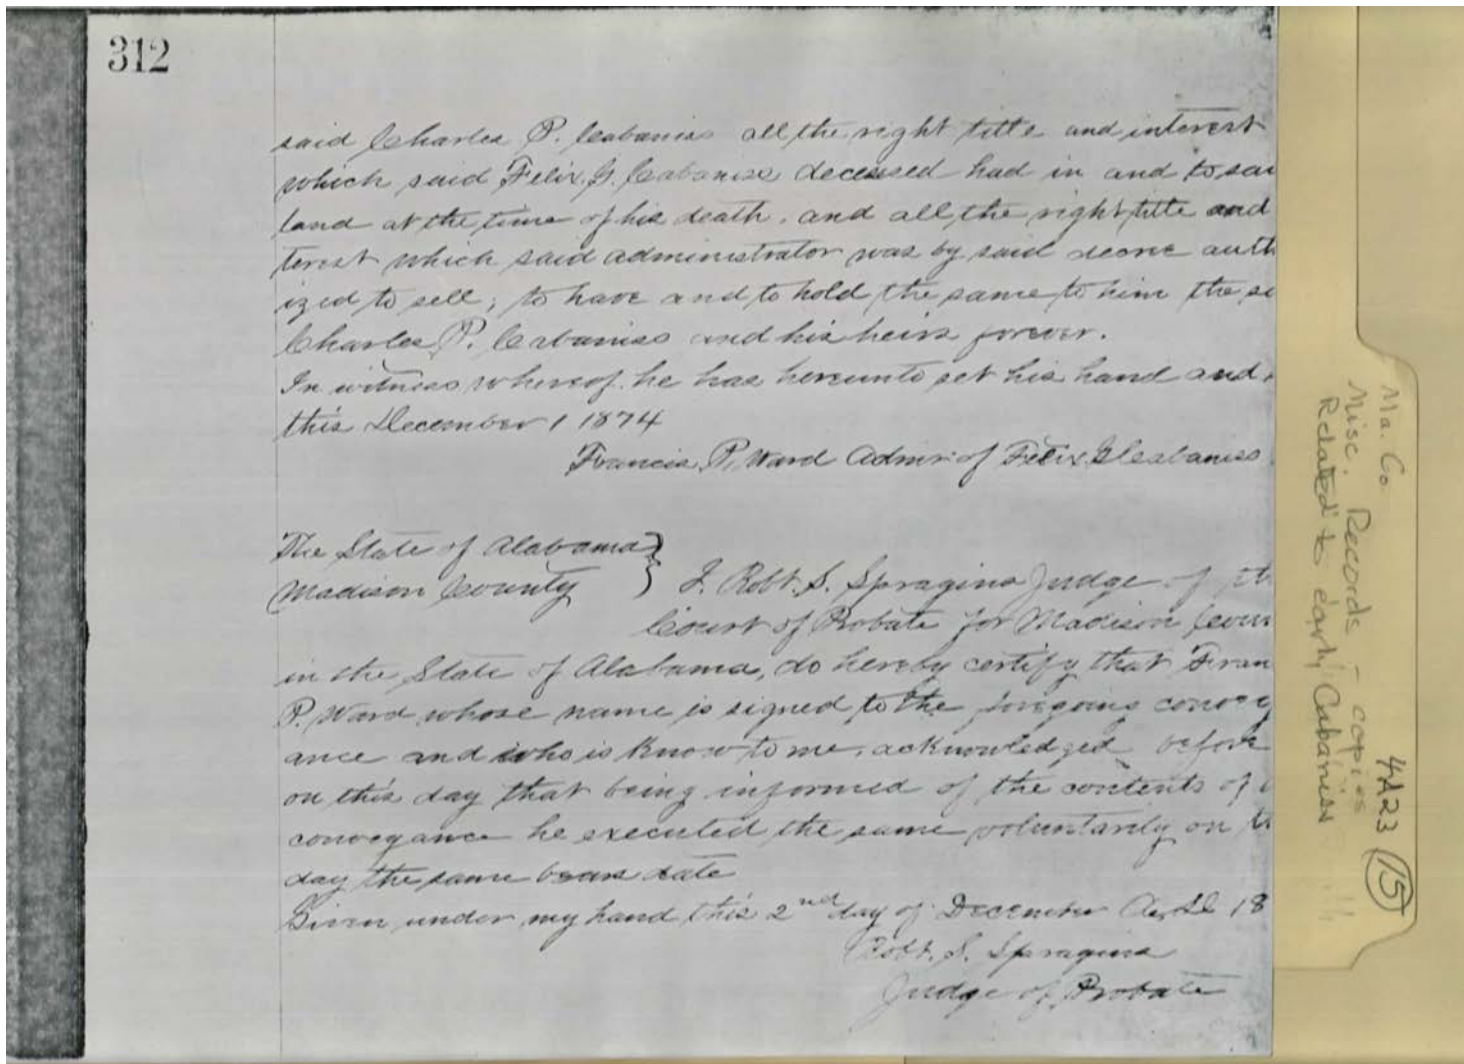 312
said Charles P. Cabaniss all the right title and interest
which said Felix. G. Cabaniss deceased had in and to sai
land at the time of his death, and all the right title and
terest which said administrator was by said decree auth
ized to sell; to have and to hold the same to him the sa
Charles P. Cabaniss and his heirs forever.
In witness whereof he has hereunto set his hand and
this December 1 1874
Francis P. Ward Admr. of Felix G Cabaniss
The State of Alabama }
Madison County } I. Robt. S. Spragins Judge of th
Court of Probate for Madison Coun
in the State of Alabama, do hereby certify that Fran
P. Ward whose name is signed to the foregoing convey
ance and who is know to me, acknowledged before
on this day that being informed of the contents of
conveyance he executed the same voluntarily on th
day the same bears date
Given under my hand this 2nd day of December A. D 18
Robt. S. Spragins
Judge of Probate
Ma. Co. 4A23 (15)
Misc. Records - copies
Related to early Cabaniss